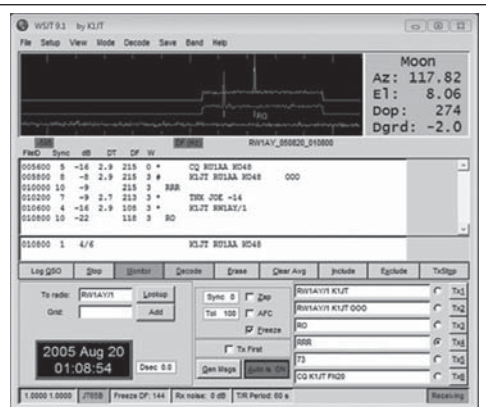 WSJT 9.1 by K1JT
File Setup View Mode Decode Save Band Help
Moon
Az: 117.82
El: 8.06
Dop: 274
Dgrd: -2.0
RO
DF (Hz)
RW1AY_050820_010800
FileID Sync dB DT DF W
005600 5 -16 2.9 215 0 * CQ RU1AA KO48
005800 8 -8 2.9 215 3 # K1JT RU1AA KO48 OOO
010000 10 -9 215 3 RRR
010200 7 -9 2.7 213 3 * TNX JOE -14
010600 4 -16 2.9 108 3 * K1JT RW1AY/1
010800 10 -22 118 3 RO
010800 1 4/6 K1JT RU1AA KO48
Log QSO Stop Monitor Decode Erase Clear Avg Include Exclude TxStop
To radio: RW1AY/1 Lookup
Grid: Add
2005 Aug 20
01:08:54
Dsec 0.0
Sync 0 Zap
Tol 100 AFC
Freeze
Tx First
Gen Msgs Auto is ON
RW1AY/1 K1JT Tx1
RW1AY/1 K1JT OOO Tx2
RO Tx3
RRR Tx4
73 Tx5
CQ K1JT FN20 Tx6
1.0000 1.0000 JT65B Freeze DF: 144 Rx noise: 0 dB T/R Period: 60 s Receiving